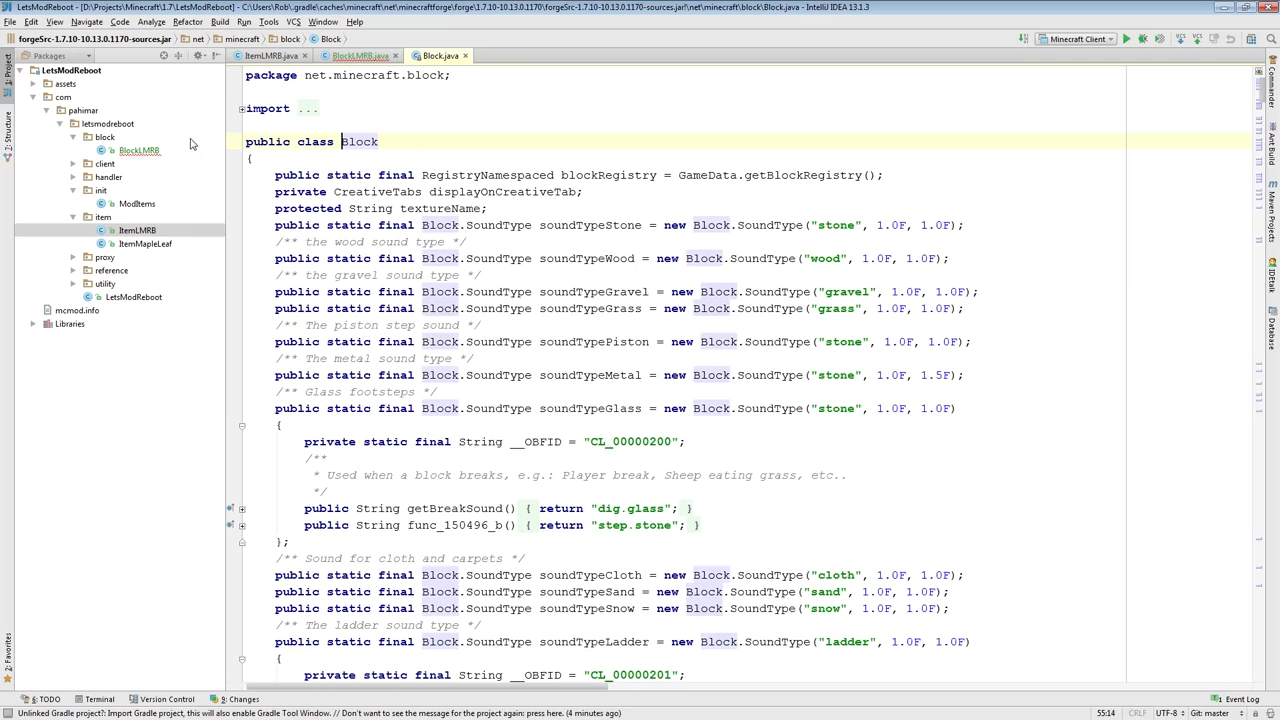 LetsModReboot - [D:\Projects\Minecraft\1.7\LetsModReboot] - C:\Users\Rob\.gradle\caches\minecraft\net\minecraftforge\forge\1.7.10-10.13.0.1170\forgeSrc-1.7.10-10.13.0.1170-sources.jar!\net\minecraft\block\Block.java - IntelliJ IDEA 13.1.3
File Edit View Navigate Code Analyze Refactor Build Run Tools VCS Window Help
forgeSrc-1.7.10-10.13.0.1170-sources.jar net minecraft block Block
Minecraft Client
Packages
ItemLMRB.java BlockLMRB.java Block.java
1: Project
Z: Structure
2: Favorites
LetsModReboot
assets
com
pahimar
letsmodreboot
block
BlockLMRB
client
handler
init
ModItems
item
ItemLMRB
ItemMapleLeaf
proxy
reference
utility
LetsModReboot
mcmod.info
Libraries
package net.minecraft.block;
import ...
public class Block
{
public static final RegistryNamespaced blockRegistry = GameData.getBlockRegistry();
private CreativeTabs displayOnCreativeTab;
protected String textureName;
public static final Block.SoundType soundTypeStone = new Block.SoundType("stone", 1.0F, 1.0F);
/** the wood sound type */
public static final Block.SoundType soundTypeWood = new Block.SoundType("wood", 1.0F, 1.0F);
/** the gravel sound type */
public static final Block.SoundType soundTypeGravel = new Block.SoundType("gravel", 1.0F, 1.0F);
public static final Block.SoundType soundTypeGrass = new Block.SoundType("grass", 1.0F, 1.0F);
/** The piston step sound */
public static final Block.SoundType soundTypePiston = new Block.SoundType("stone", 1.0F, 1.0F);
/** The metal sound type */
public static final Block.SoundType soundTypeMetal = new Block.SoundType("stone", 1.0F, 1.5F);
/** Glass footsteps */
public static final Block.SoundType soundTypeGlass = new Block.SoundType("stone", 1.0F, 1.0F)
{
private static final String __OBFID = "CL_00000200";
/**
* Used when a block breaks, e.g.: Player break, Sheep eating grass, etc..
*/
public String getBreakSound() { return "dig.glass"; }
public String func_150496_b() { return "step.stone"; }
};
/** Sound for cloth and carpets */
public static final Block.SoundType soundTypeCloth = new Block.SoundType("cloth", 1.0F, 1.0F);
public static final Block.SoundType soundTypeSand = new Block.SoundType("sand", 1.0F, 1.0F);
public static final Block.SoundType soundTypeSnow = new Block.SoundType("snow", 1.0F, 1.0F);
/** The ladder sound type */
public static final Block.SoundType soundTypeLadder = new Block.SoundType("ladder", 1.0F, 1.0F)
{
private static final String __OBFID = "CL_00000201";
Commander
Ant Build
Maven Projects
IDEtalk
Database
6: TODO Terminal Version Control 9: Changes Event Log
Unlinked Gradle project?: Import Gradle project, this will also enable Gradle Tool Window. // Don't want to see the message for the project again: press here. (4 minutes ago) 55:14 CRLF UTF-8 Git: master